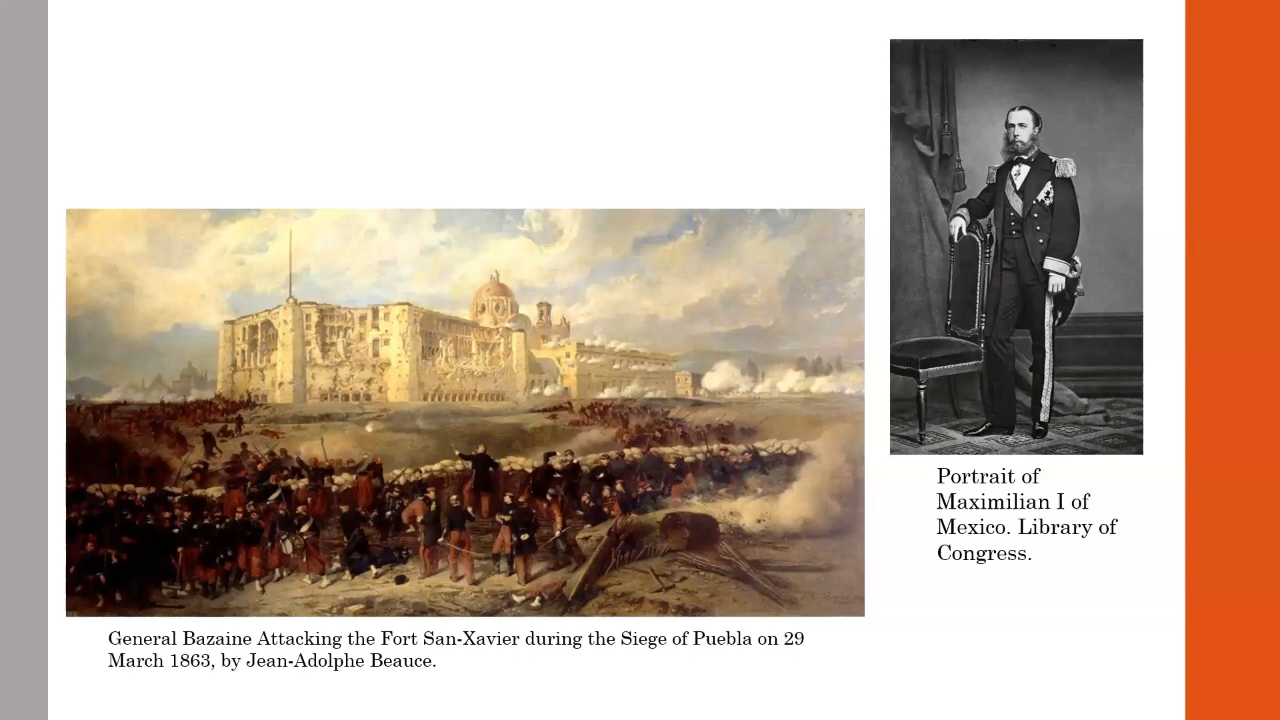 Portrait of
Maximilian I of
Mexico. Library of
Congress.
General Bazaine Attacking the Fort San-Xavier during the Siege of Puebla on 29
March 1863, by Jean-Adolphe Beauce.